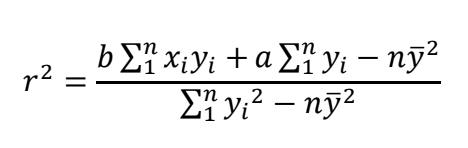 r² = (b ∑₁ⁿ xᵢyᵢ + a ∑₁ⁿ yᵢ − nȳ²) / (∑₁ⁿ yᵢ² − nȳ²)